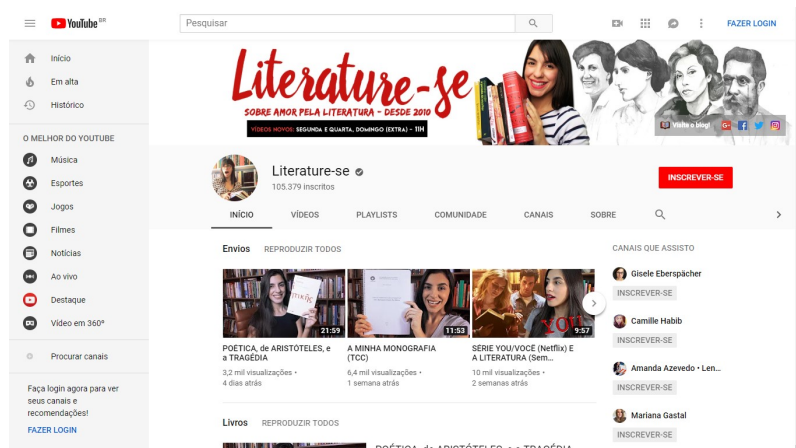 YouTube BR
Pesquisar
FAZER LOGIN
Início
Em alta
Histórico
O MELHOR DO YOUTUBE
Música
Esportes
Jogos
Filmes
Notícias
Ao vivo
Destaque
Vídeo em 360º
Procurar canais
Faça login agora para ver
seus canais e
recomendações!
FAZER LOGIN
Literature-se
SOBRE AMOR PELA LITERATURA - DESDE 2010
VÍDEOS NOVOS: SEGUNDA E QUARTA, DOMINGO (EXTRA) - 11H
Visite o blog!
Literature-se
105.379 inscritos
INSCREVER-SE
INÍCIO VÍDEOS PLAYLISTS COMUNIDADE CANAIS SOBRE
Envios REPRODUZIR TODOS
21:59
POÉTICA, de ARISTÓTELES, e
a TRAGÉDIA
3,2 mil visualizações •
4 dias atrás
11:53
A MINHA MONOGRAFIA
(TCC)
6,4 mil visualizações •
1 semana atrás
YOU
9:57
SÉRIE YOU/VOCÊ (Netflix) E
A LITERATURA (Sem...
10 mil visualizações •
2 semanas atrás
Livros REPRODUZIR TODOS
POÉTICA, de ARISTÓTELES, e a TRAGÉDIA
CANAIS QUE ASSISTO
Gisele Eberspächer
INSCREVER-SE
Camille Habib
INSCREVER-SE
Amanda Azevedo • Len...
INSCREVER-SE
Mariana Gastal
INSCREVER-SE